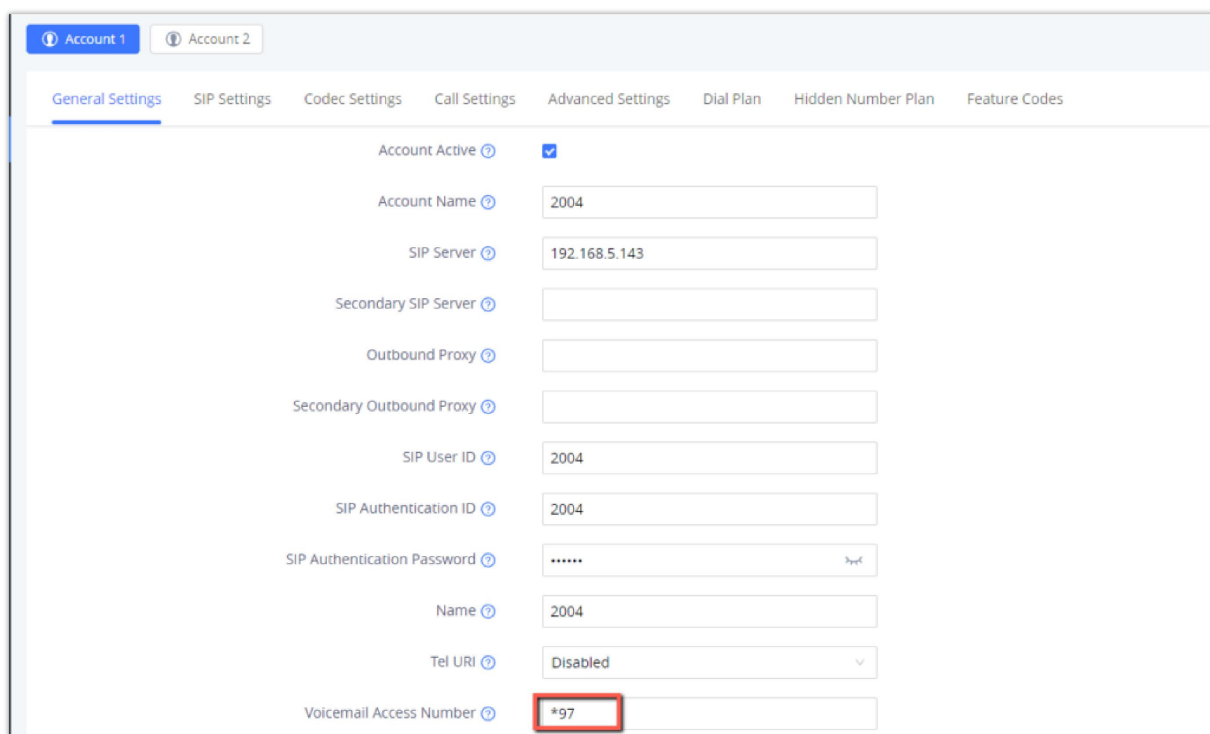 Account 1 Account 2
General Settings SIP Settings Codec Settings Call Settings Advanced Settings Dial Plan Hidden Number Plan Feature Codes
Account Active
Account Name 2004
SIP Server 192.168.5.143
Secondary SIP Server
Outbound Proxy
Secondary Outbound Proxy
SIP User ID 2004
SIP Authentication ID 2004
SIP Authentication Password ••••••
Name 2004
Tel URI Disabled
Voicemail Access Number *97